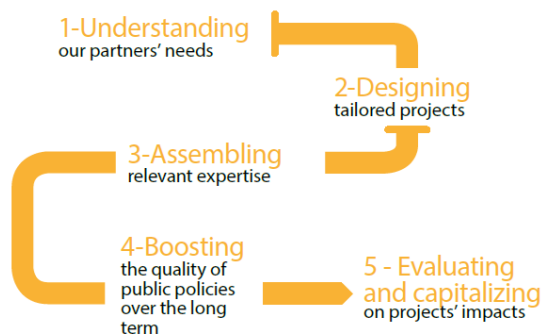 1-Understanding
our partners’ needs
2-Designing
tailored projects
3-Assembling
relevant expertise
4-Boosting
the quality of
public policies
over the long
term
5 - Evaluating
and capitalizing
on projects’ impacts